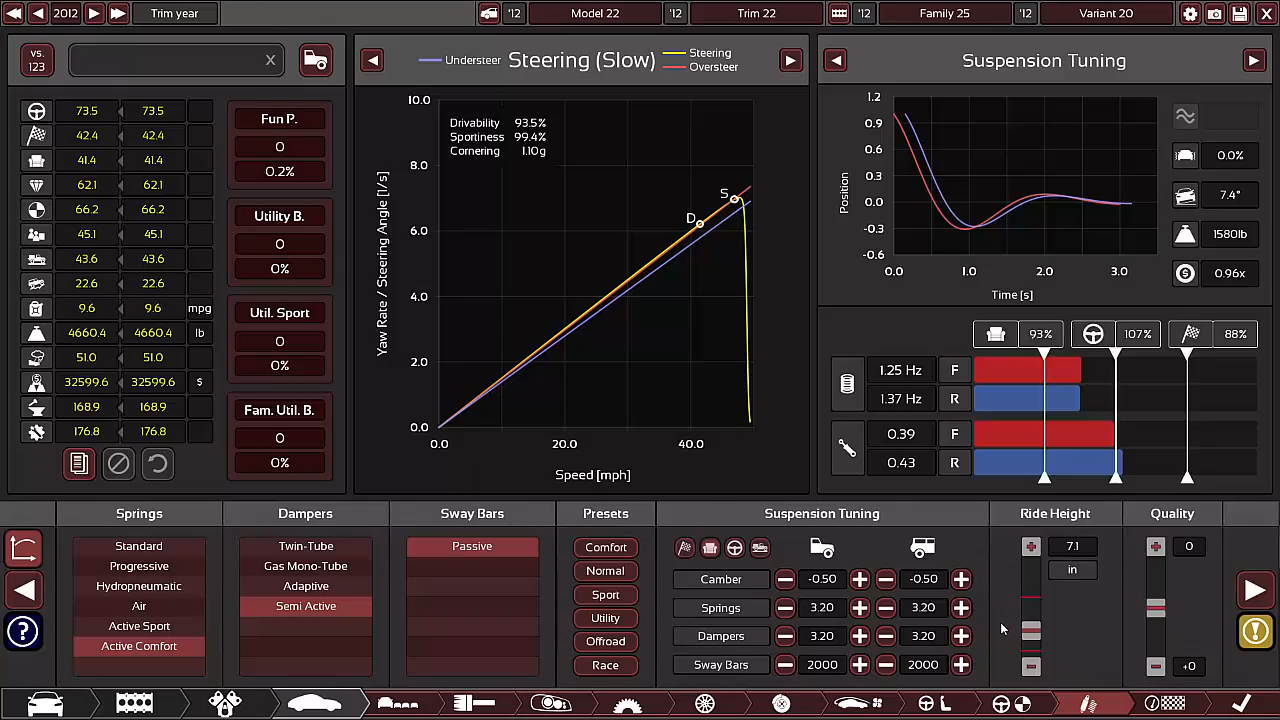 2012 Trim year '12 Model 22 '12 Trim 22 '12 Family 25 '12 Variant 20
vs. 123 X
73.5 73.5
42.4 42.4
41.4 41.4
62.1 62.1
66.2 66.2
45.1 45.1
43.6 43.6
22.6 22.6
9.6 9.6 mpg
4660.4 4660.4 lb
51.0 51.0
32599.6 32599.6 $
168.9 168.9
176.8 176.8
Fun P.
0
0.2%
Utility B.
0
0%
Util. Sport
0
0%
Fam. Util. B.
0
0%
Understeer Steering (Slow) Steering
Oversteer
Drivability 93.5%
Sportiness 99.4%
Cornering 1.10g
10.0
8.0
6.0
4.0
2.0
0.0
Yaw Rate / Steering Angle [1/s]
D
S
0.0 20.0 40.0
Speed [mph]
Suspension Tuning
1.2
0.9
0.6
0.3
0.0
-0.3
-0.6
Position
0.0 1.0 2.0 3.0
Time [s]
0.0%
7.4°
1580lb
0.96x
93% 107% 88%
1.25 Hz F
1.37 Hz R
0.39 F
0.43 R
Springs
Standard
Progressive
Hydropneumatic
Air
Active Sport
Active Comfort
Dampers
Twin-Tube
Gas Mono-Tube
Adaptive
Semi Active
Sway Bars
Passive
Presets
Comfort
Normal
Sport
Utility
Offroad
Race
Suspension Tuning
Camber -0.50 -0.50
Springs 3.20 3.20
Dampers 3.20 3.20
Sway Bars 2000 2000
Ride Height
7.1
in
Quality
0
+0
?
!